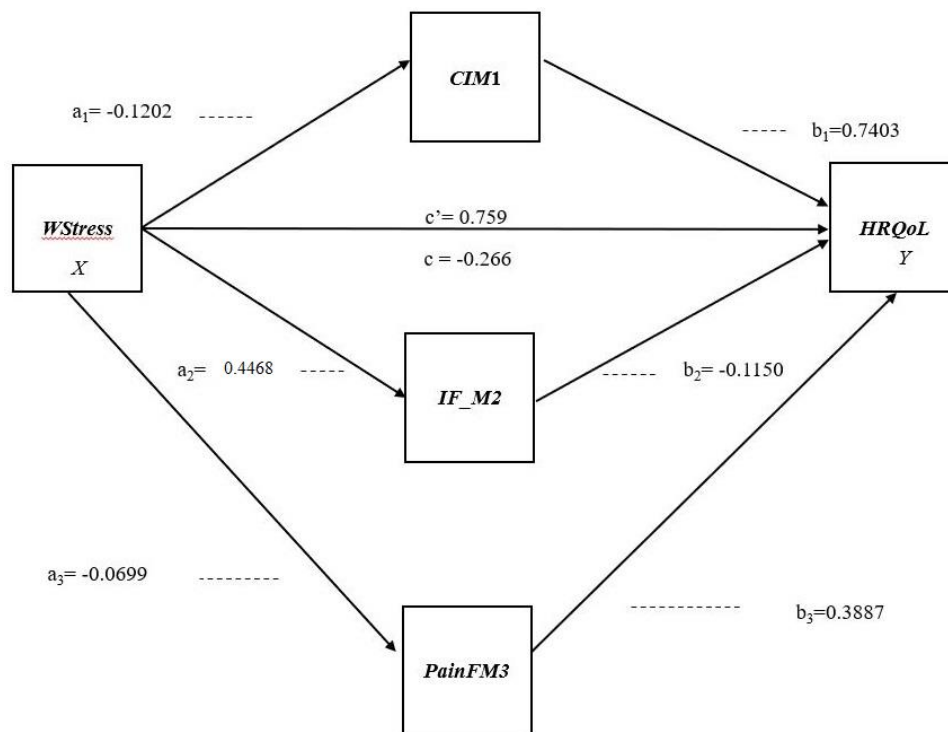 CIM1
a₁= -0.1202 ------
----- b₁=0.7403
WStress
X
c’= 0.759
c = -0.266
HRQoL
Y
a₂= 0.4468 -----
IF_M2
------ b₂= -0.1150
a₃= -0.0699 ---------
PainFM3
------------ b₃=0.3887